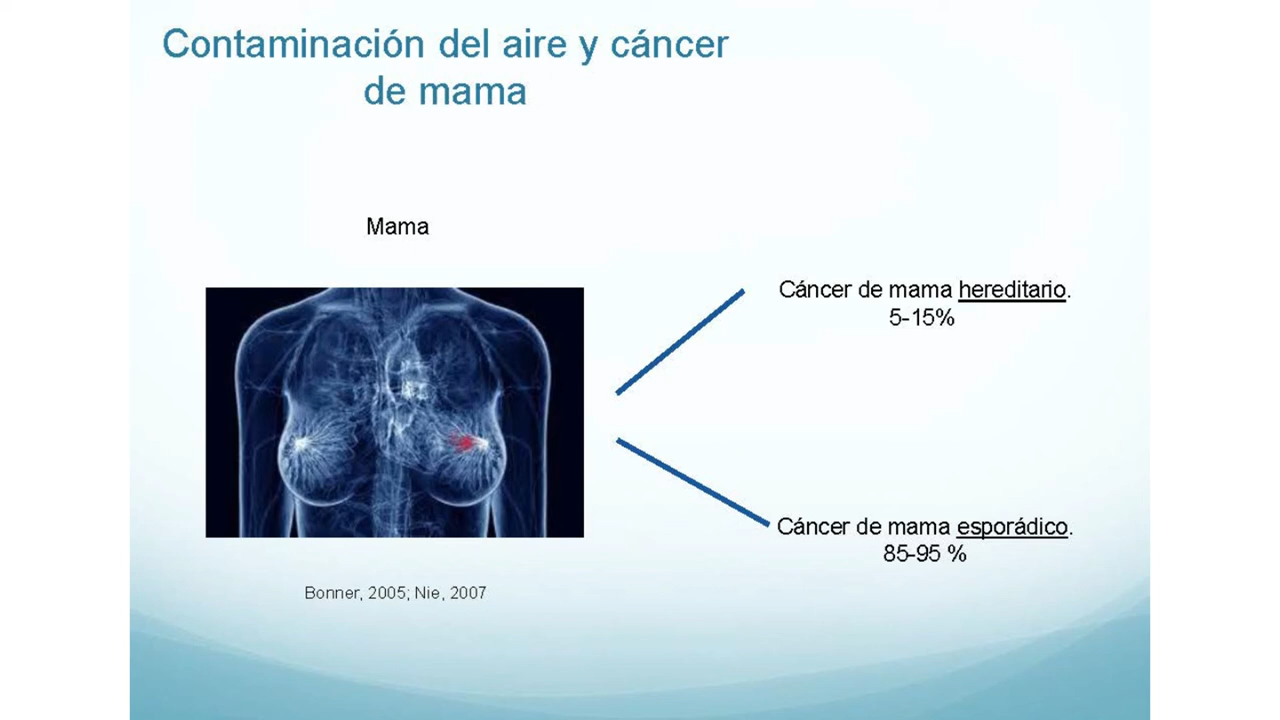 Contaminación del aire y cáncer
de mama
Mama
Cáncer de mama hereditario.
5-15%
Cáncer de mama esporádico.
85-95 %
Bonner, 2005; Nie, 2007